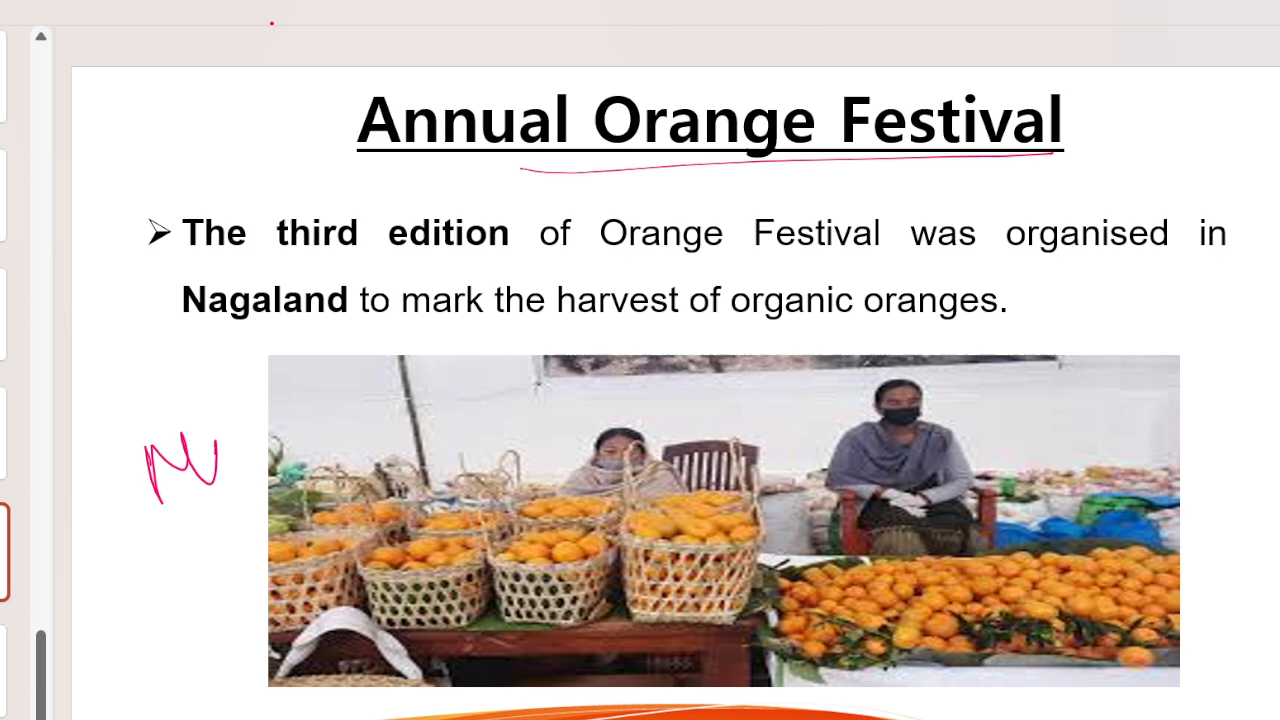 Annual Orange Festival
➢ The third edition of Orange Festival was organised in
Nagaland to mark the harvest of organic oranges.